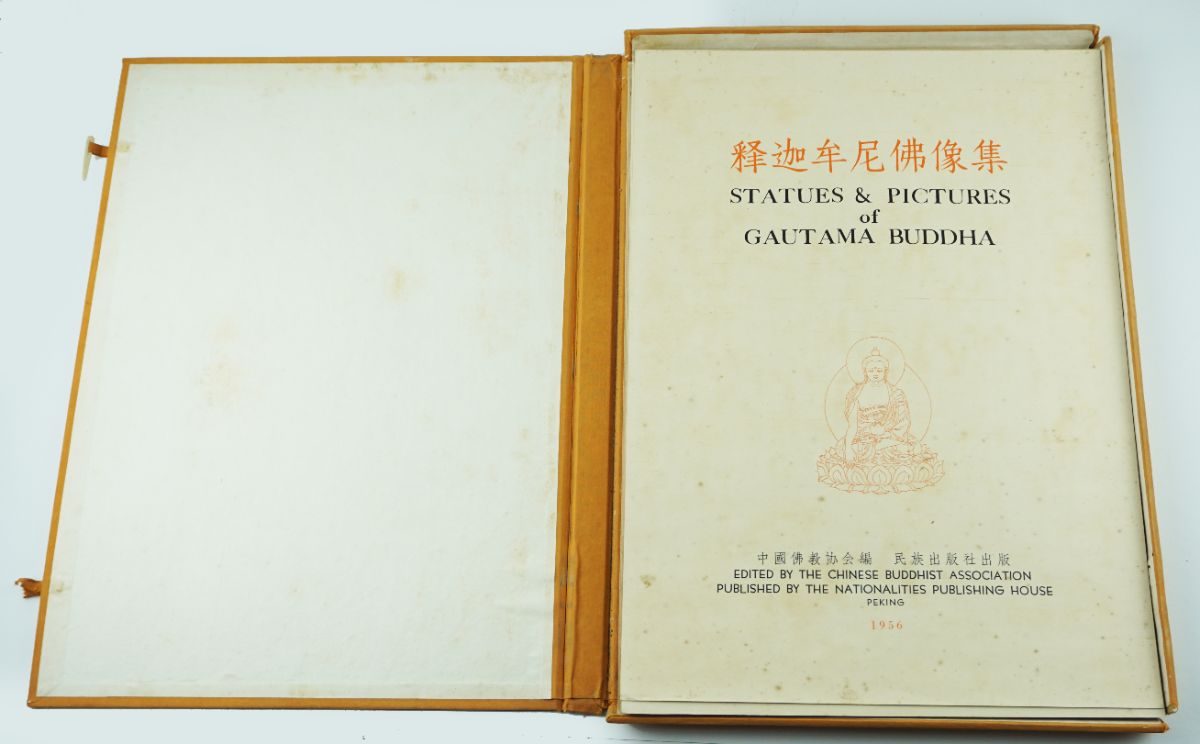 释迦牟尼佛像集
STATUES & PICTURES
of
GAUTAMA BUDDHA
中國佛教协会編 民族出版社出版
EDITED BY THE CHINESE BUDDHIST ASSOCIATION
PUBLISHED BY THE NATIONALITIES PUBLISHING HOUSE
PEKING
1956